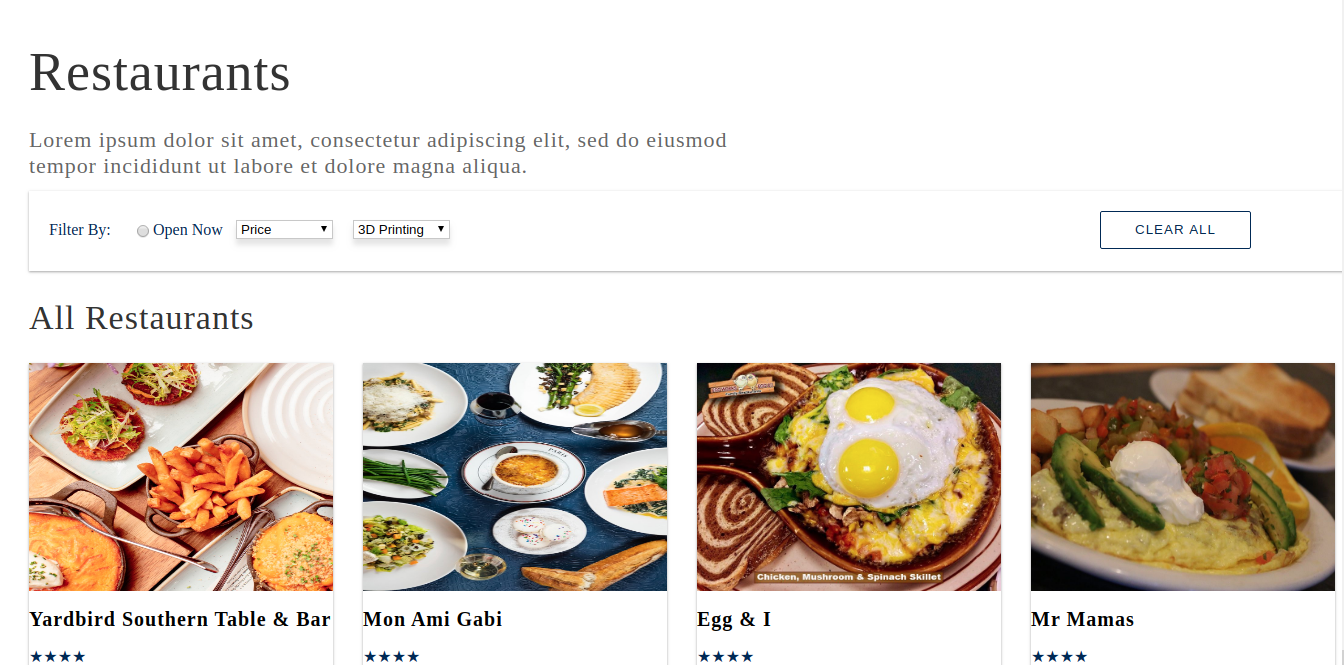 Restaurants
Lorem ipsum dolor sit amet, consectetur adipiscing elit, sed do eiusmod
tempor incididunt ut labore et dolore magna aliqua.
Filter By: Open Now Price 3D Printing CLEAR ALL
All Restaurants
PARIS
Chicken, Mushroom & Spinach Skillet
Yardbird Southern Table & Bar Mon Ami Gabi Egg & I Mr Mamas
★★★★ ★★★★ ★★★★ ★★★★